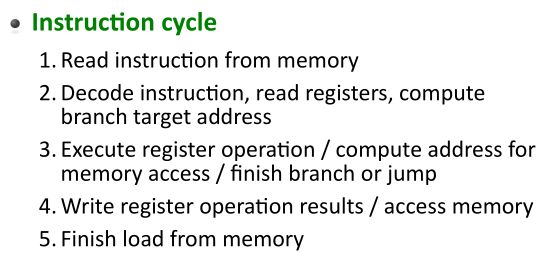 Instruction cycle
1. Read instruction from memory
2. Decode instruction, read registers, compute
branch target address
3. Execute register operation / compute address for
memory access / finish branch or jump
4. Write register operation results / access memory
5. Finish load from memory